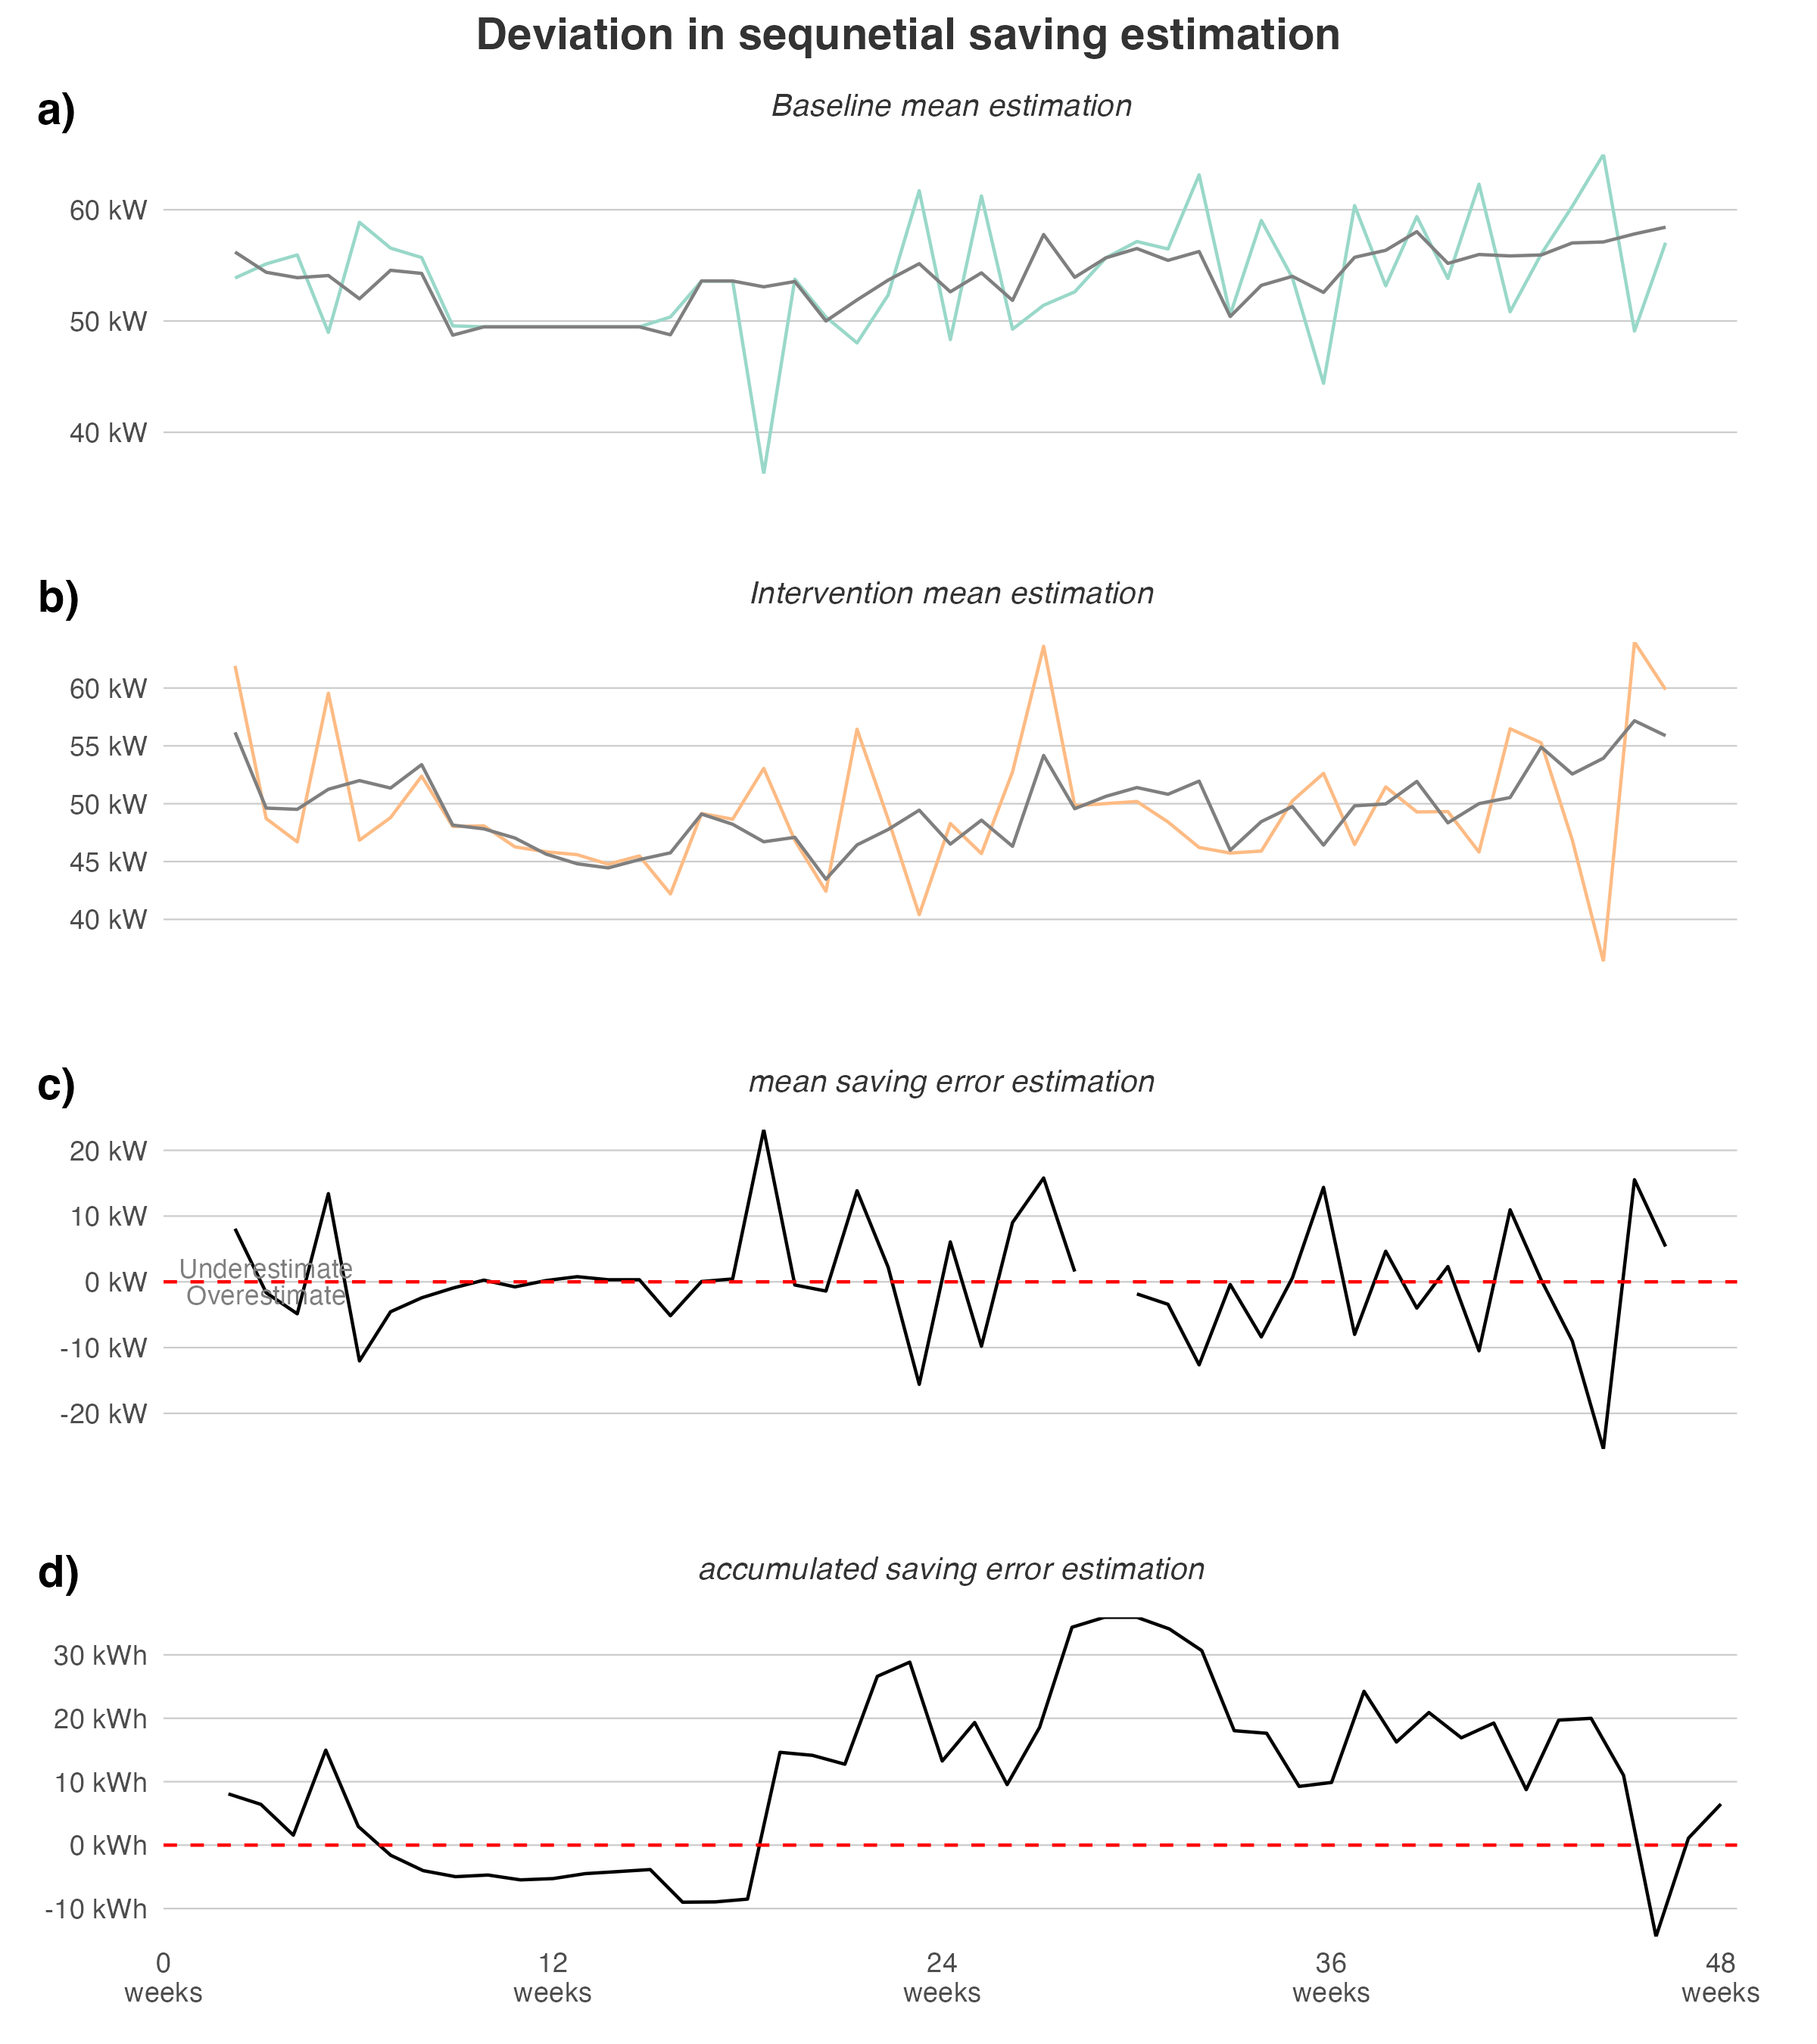 Deviation in sequnetial saving estimation
a)
Baseline mean estimation
60 kW
50 kW
40 kW
b)
Intervention mean estimation
60 kW
55 kW
50 kW
45 kW
40 kW
c)
mean saving error estimation
20 kW
10 kW
Underestimate
0 kW
Overestimate
-10 kW
-20 kW
d)
accumulated saving error estimation
30 kWh
20 kWh
10 kWh
0 kWh
-10 kWh
0 12 24 36 48
weeks weeks weeks weeks weeks